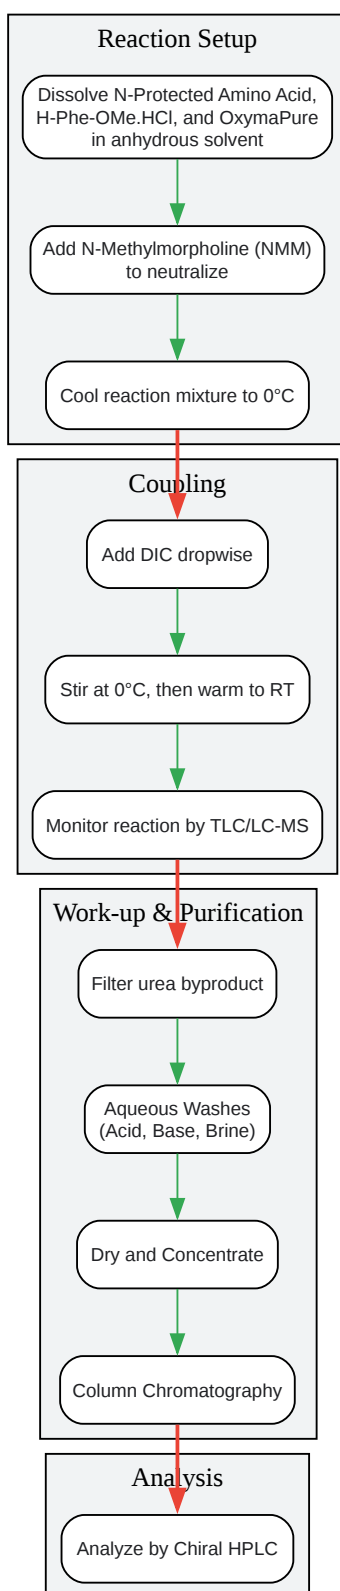 Reaction Setup
Dissolve N-Protected Amino Acid,
H-Phe-OMe.HCl, and OxymaPure
in anhydrous solvent
Add N-Methylmorpholine (NMM)
to neutralize
Cool reaction mixture to 0°C
Coupling
Add DIC dropwise
Stir at 0°C, then warm to RT
Monitor reaction by TLC/LC-MS
Work-up & Purification
Filter urea byproduct
Aqueous Washes
(Acid, Base, Brine)
Dry and Concentrate
Column Chromatography
Analysis
Analyze by Chiral HPLC